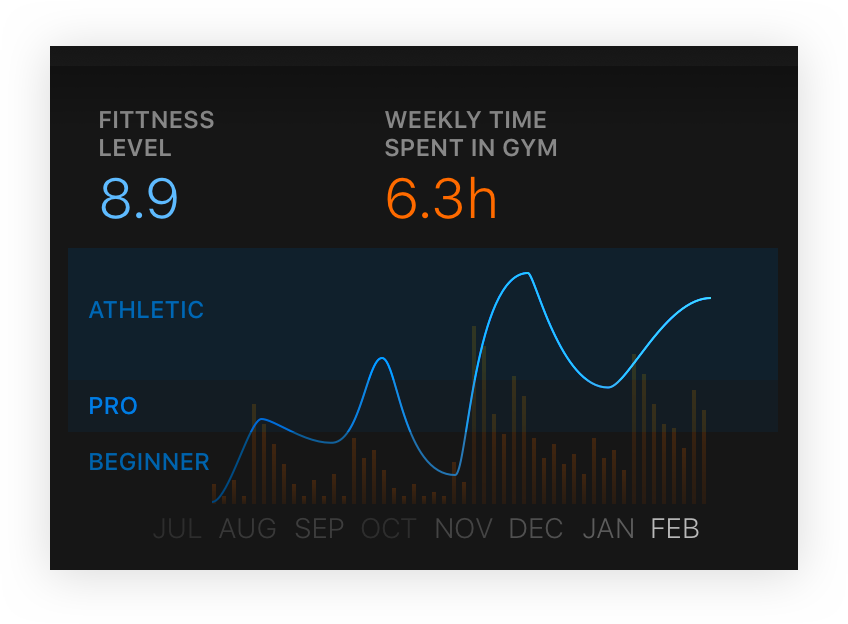 FITTNESS
LEVEL
8.9
WEEKLY TIME
SPENT IN GYM
6.3h
ATHLETIC
PRO
BEGINNER
JUL AUG SEP OCT NOV DEC JAN FEB